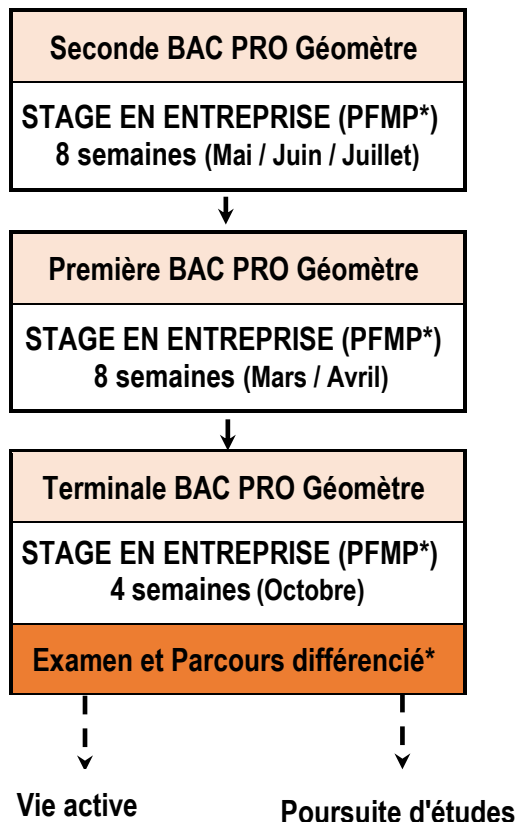 Seconde BAC PRO Géomètre
STAGE EN ENTREPRISE (PFMP*)
8 semaines (Mai / Juin / Juillet)
Première BAC PRO Géomètre
STAGE EN ENTREPRISE (PFMP*)
8 semaines (Mars / Avril)
Terminale BAC PRO Géomètre
STAGE EN ENTREPRISE (PFMP*)
4 semaines (Octobre)
Examen et Parcours différencié*
Vie active
Poursuite d'études